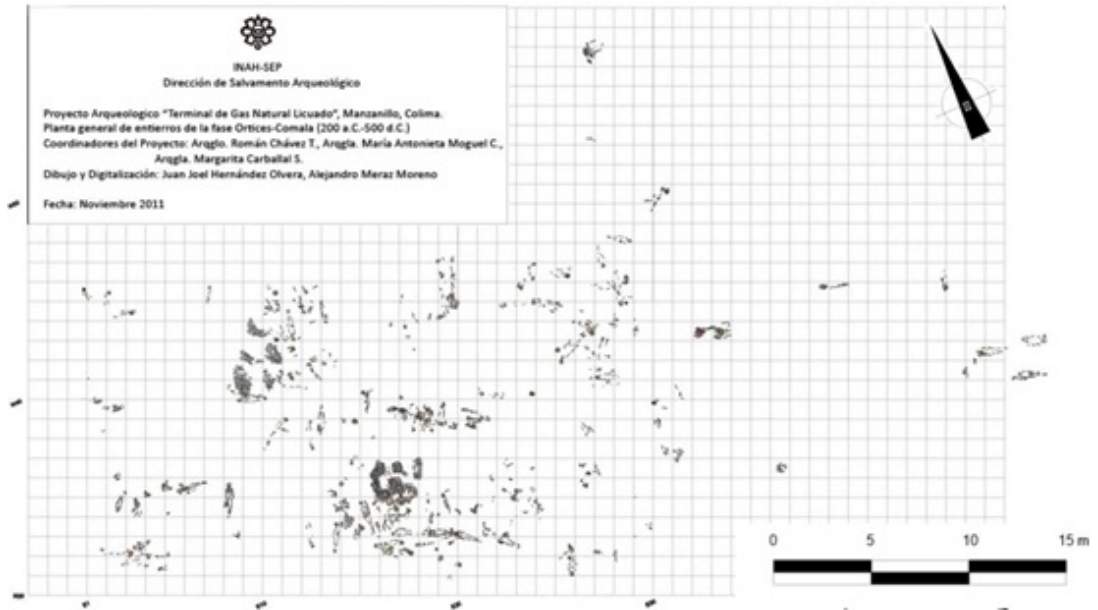 INAH-SEP
Dirección de Salvamento Arqueológico
Proyecto Arqueologico "Terminal de Gas Natural Licuado", Manzanillo, Colima.
Planta general de entierros de la fase Ortices-Comala (200 a.C.-500 d.C.)
Coordinadores del Proyecto: Arqglo. Román Chávez T., Arqgla. María Antonieta Moguel C.,
Arqgla. Margarita Carballal S.
Dibujo y Digitalización: Juan Joel Hernández Olvera, Alejandro Meraz Moreno
Fecha: Noviembre 2011
0 5 10 15 m